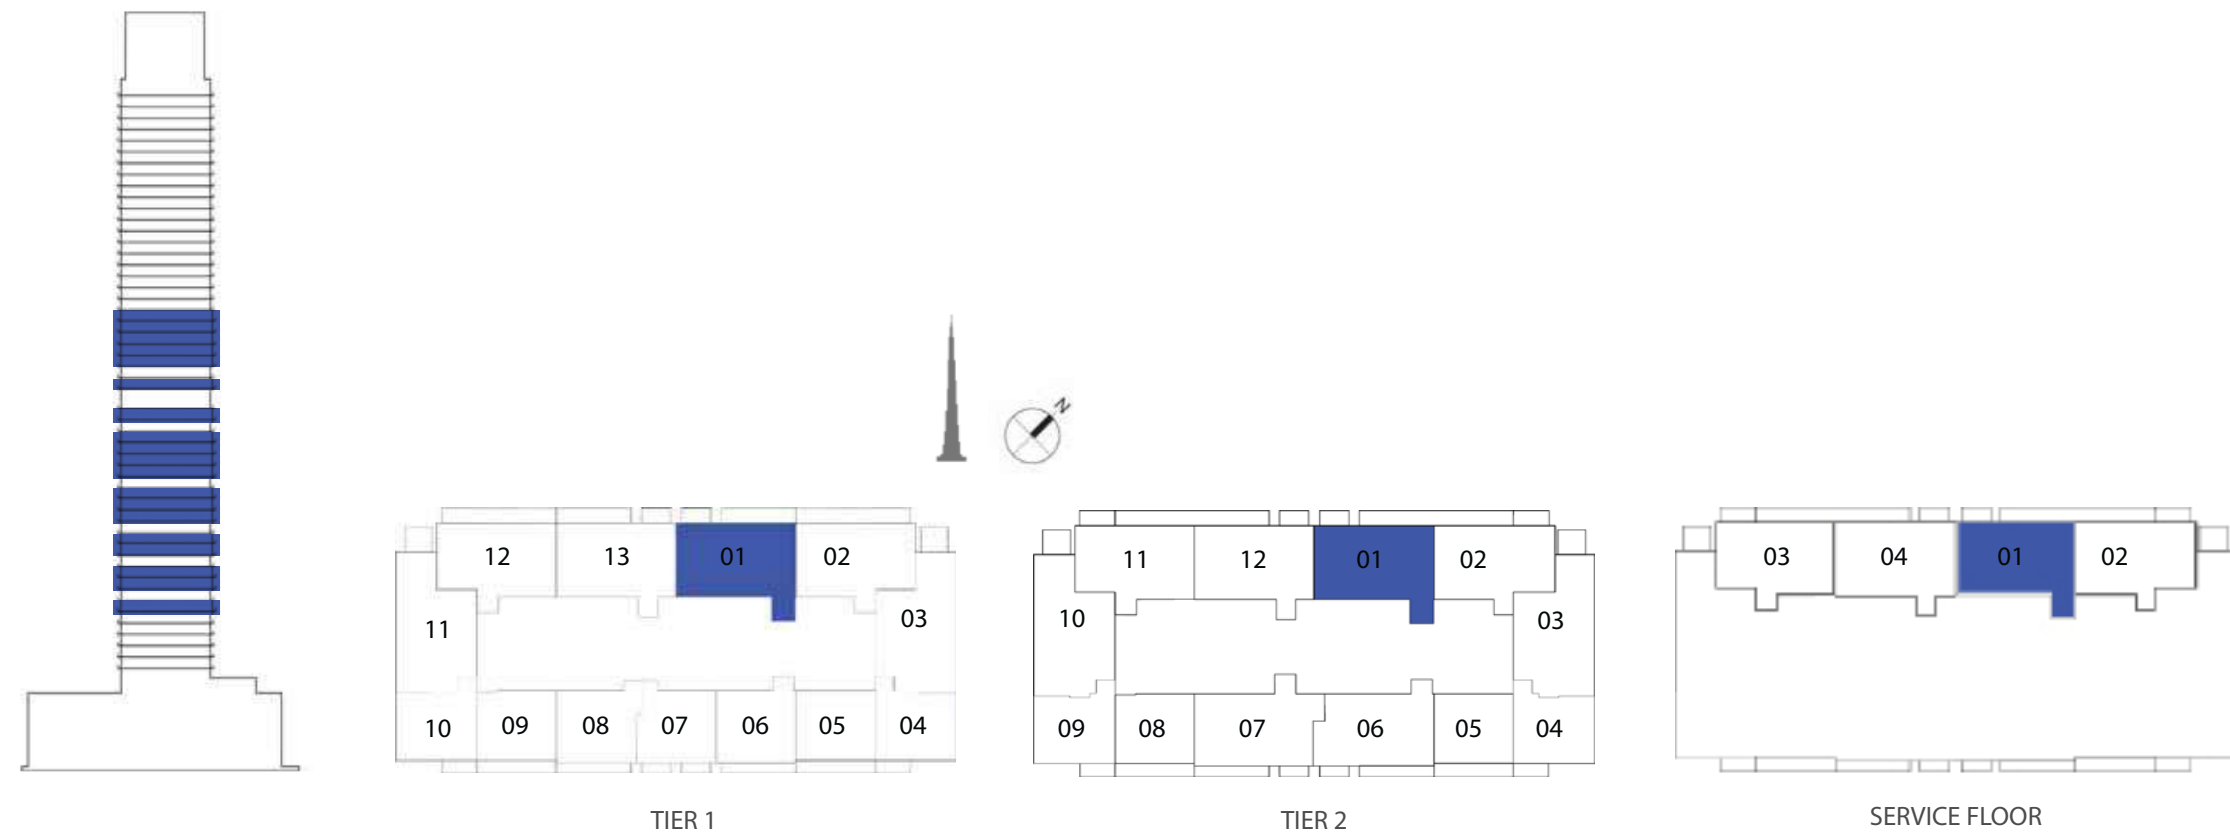 N
12 13 01 02
11 03
10 09 08 07 06 05 04
TIER 1
11 12 01 02
10 03
09 08 07 06 05 04
TIER 2
03 04 01 02
SERVICE FLOOR